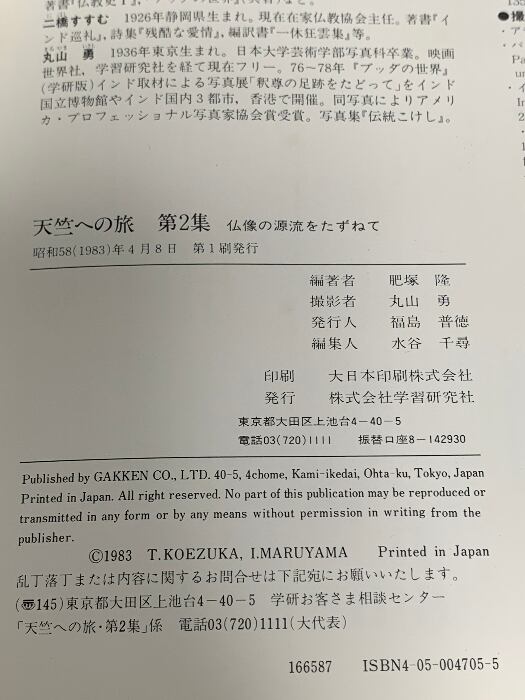 二橋すすむ 1926年静岡県生まれ。現在在家仏教協会主任。著書『イ
ンド巡礼』、詩集『残酷な愛情』、編訳書『一休狂雲集』等。
まるやま いさむ
丸山 勇 1936年東京生まれ。日本大学芸術学部写真科卒業。映画
世界社、学習研究社を経て現在フリー。76〜78年『ブッダの世界』
(学研版)インド取材による写真展「釈尊の足跡をたどって」をインド
国立博物館やインド国内3都市、香港で開催。同写真によりアメリ
カ・プロフェッショナル写真家協会賞受賞。写真集『伝統こけし』。
天竺への旅 第2集 仏像の源流をたずねて
昭和58(1983)年4月8日 第1刷発行
編著者 肥塚 隆
撮影者 丸山 勇
発行人 福島 普徳
編集人 水谷 千尋
印刷 大日本印刷株式会社
発行 株式会社学習研究社
東京都大田区上池台4-40-5
電話03(720)1111 振替口座8-142930
Published by GAKKEN CO., LTD. 40-5, 4chome, Kami-ikedai, Ohta-ku, Tokyo, Japan
Printed in Japan. All right reserved. No part of this publication may be reproduced or
transmitted in any form or by any means without permission in writing from the
publisher.
©1983 T.KOEZUKA, I.MARUYAMA Printed in Japan
乱丁落丁または内容に関するお問合せは下記宛にお願いいたします。
(〠145)東京都大田区上池台4-40-5 学研お客さま相談センター
「天竺への旅・第2集」係 電話03(720)1111(大代表)
166587 ISBN4-05-004705-5